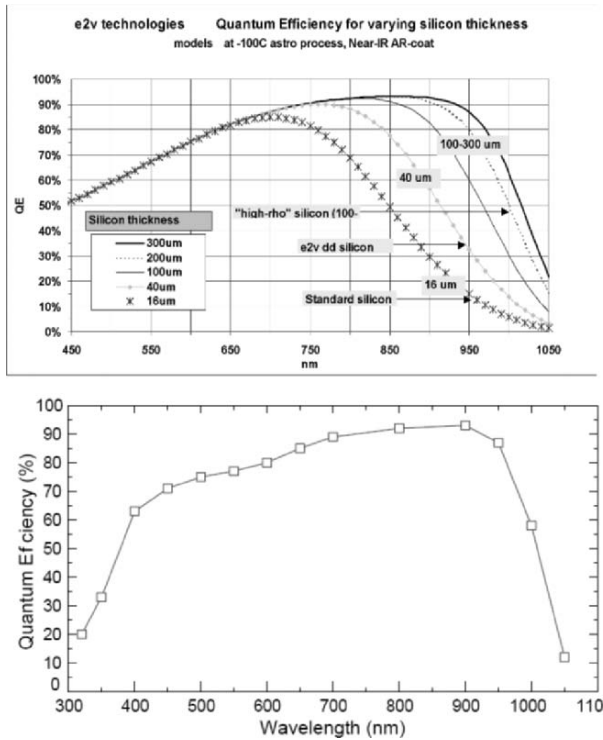 e2v technologies Quantum Efficiency for varying silicon thickness
models at -100C astro process, Near-IR AR-coat
100%
90%
80%
70%
60%
50%
40%
30%
20%
10%
0%
QE
100-300 um
40 um
"high-rho" silicon (100-
Silicon thickness
300um
200um
100um
40um
16um
e2v dd silicon
16 um
Standard silicon
450 550 650 750 850 950 1050
nm
100
90
80
70
60
50
40
30
20
10
0
Quantum Ef ciency (%)
300 400 500 600 700 800 900 1000 110
Wavelength (nm)